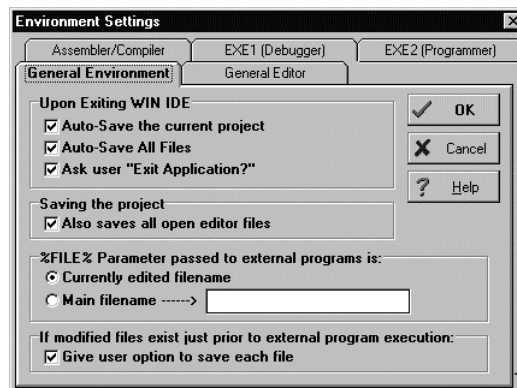 Environment Settings
Assembler/Compiler
EXE1 (Debugger)
EXE2 (Programmer)
General Environment
General Editor
Upon Exiting WIN IDE
Auto-Save the current project
Auto-Save All Files
Ask user "Exit Application?"
OK
Cancel
Help
Saving the project
Also saves all open editor files
%FILE% Parameter passed to external programs is:
Currently edited filename
Main filename ------>
If modified files exist just prior to external program execution:
Give user option to save each file